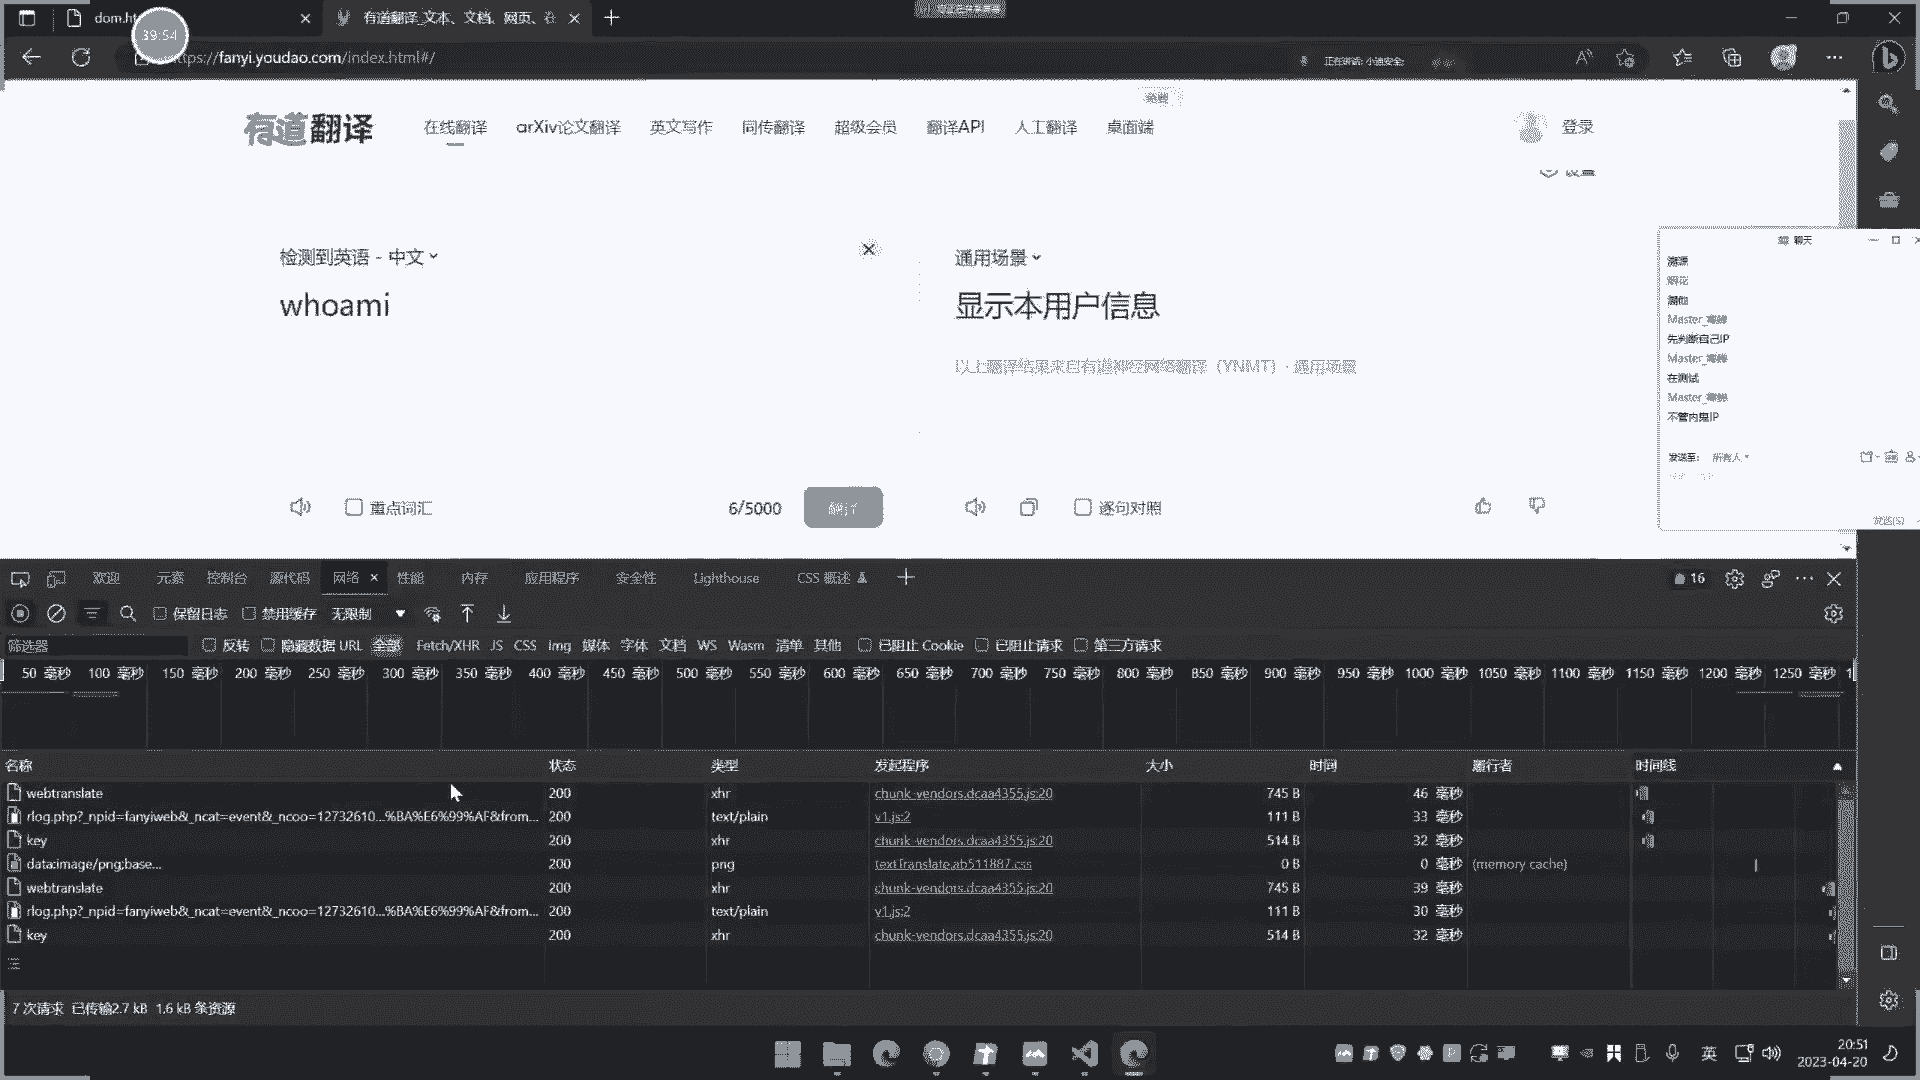 39:54
有道翻译_文本、文档、网页、
https://fanyi.youdao.com/index.html#/
正在讲话: 小迪安全;
有道翻译
在线翻译 arXiv论文翻译 英文写作 同传翻译 超级会员 翻译API 人工翻译 桌面端
登录
设置
检测到英语 - 中文
通用场景
whoami
显示本用户信息
以上翻译结果来自有道神经网络翻译（YNMT）· 通用场景
重点词汇
6/5000
翻译
逐句对照
聊天
溯源
Master_
先判断自己IP
Master_
在测试
Master_
不管内鬼IP
发送至: 所有人
发送(S)
欢迎 元素 控制台 源代码 网络 性能 内存 应用程序 安全性 Lighthouse CSS 概述
16
保留日志 禁用缓存 无限制
筛选器
反转 隐藏数据 URL 全部 Fetch/XHR JS CSS Img 媒体 字体 文档 WS Wasm 清单 其他 已阻止 Cookie 已阻止请求 第三方请求
50 毫秒 100 毫秒 150 毫秒 200 毫秒 250 毫秒 300 毫秒 350 毫秒 400 毫秒 450 毫秒 500 毫秒 550 毫秒 600 毫秒 650 毫秒 700 毫秒 750 毫秒 800 毫秒 850 毫秒 900 毫秒 950 毫秒 1000 毫秒 1050 毫秒 1100 毫秒 1150 毫秒 1200 毫秒 1250 毫秒
名称 状态 类型 发起程序 大小 时间 履行者 时间线
webtranslate 200 xhr chunk-vendors.dcaa4355.js:20 745 B 46 毫秒
rlog.php?_npid=fanyiweb&_ncat=event&_ncoo=12732610...%BA%E6%99%AF&from... 200 text/plain v1.js:2 111 B 33 毫秒
key 200 xhr chunk-vendors.dcaa4355.js:20 514 B 32 毫秒
data:image/png;base... 200 png textTranslate.ab511887.css 0 B 0 毫秒 (memory cache)
webtranslate 200 xhr chunk-vendors.dcaa4355.js:20 745 B 39 毫秒
rlog.php?_npid=fanyiweb&_ncat=event&_ncoo=12732610...%BA%E6%99%AF&from... 200 text/plain v1.js:2 111 B 30 毫秒
key 200 xhr chunk-vendors.dcaa4355.js:20 514 B 32 毫秒
7 次请求 已传输2.7 kB 1.6 kB 条资源
英
20:51
2023-04-20